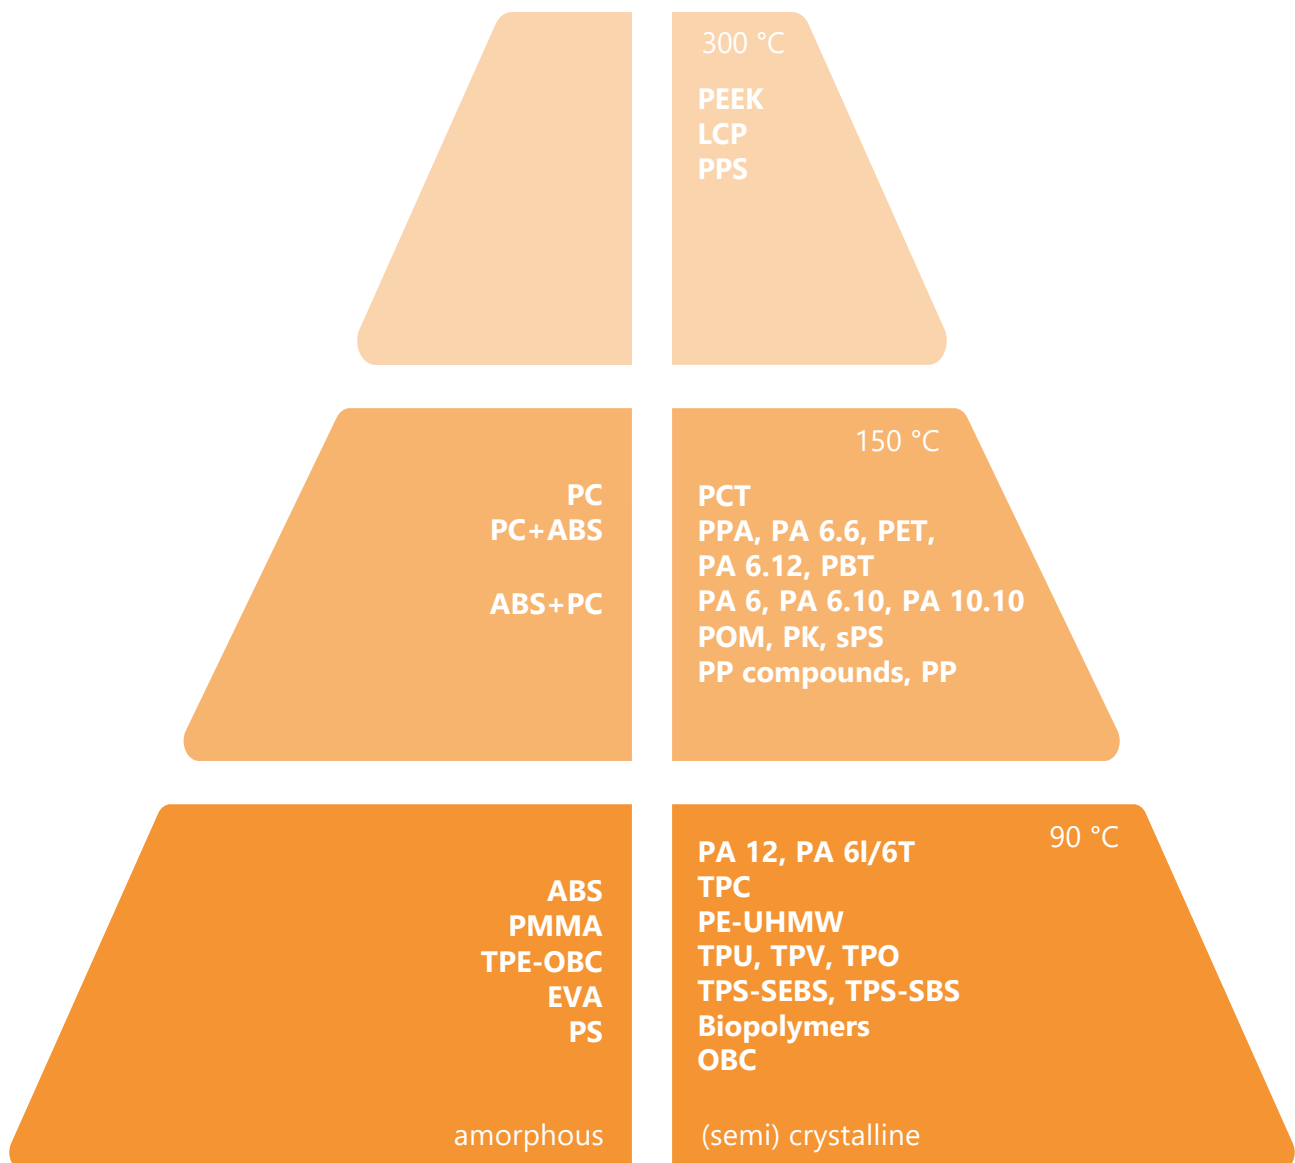 300 °C
PEEK
LCP
PPS
PC
PC+ABS
ABS+PC
150 °C
PCT
PPA, PA 6.6, PET,
PA 6.12, PBT
PA 6, PA 6.10, PA 10.10
POM, PK, sPS
PP compounds, PP
ABS
PMMA
TPE-OBC
EVA
PS
amorphous
90 °C
PA 12, PA 6l/6T
TPC
PE-UHMW
TPU, TPV, TPO
TPS-SEBS, TPS-SBS
Biopolymers
OBC
(semi) crystalline